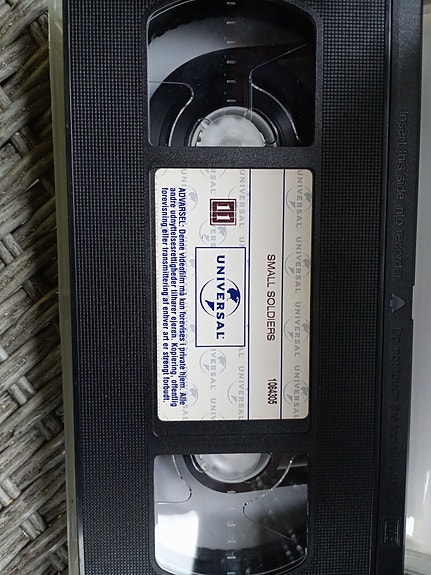 SMALL SOLDIERS 1084305
UNIVERSAL
ADVARSEL: Denne videofilm må kun forevises i private hjem. Alle
andre udnyttelsesrettigheder tilhører ejeren. Kopiering, offentlig
forevisning eller transmittering af enhver art er strengt forbudt.
Insert this side into recorder